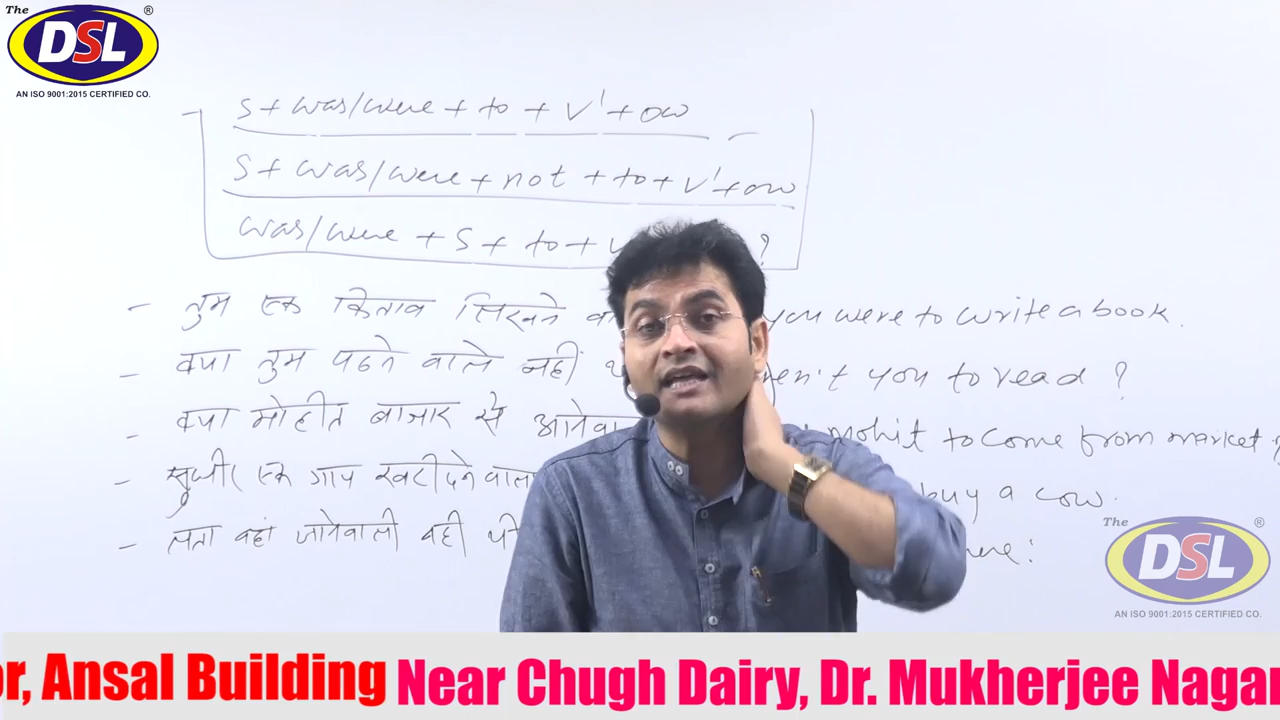 The
DSL
®
AN ISO 9001:2015 CERTIFIED CO.
S + was/were + to + V¹ + ow
S + was/were + not + to + V¹ + ow
was/were + S + to + ?
- तुम एक किताब लिखने you were to write a book.
- क्या तुम पढने वाले नहीं you to read ?
- क्या मोहीत बाजार से mohit to come from market
- सुधीर एक गाय खरीदने वाला buy a cow.
- लता वहां जानेवाली नही थी
The
DSL
®
AN ISO 9001:2015 CERTIFIED CO.
Ansal Building Near Chugh Dairy, Dr. Mukherjee Nagar